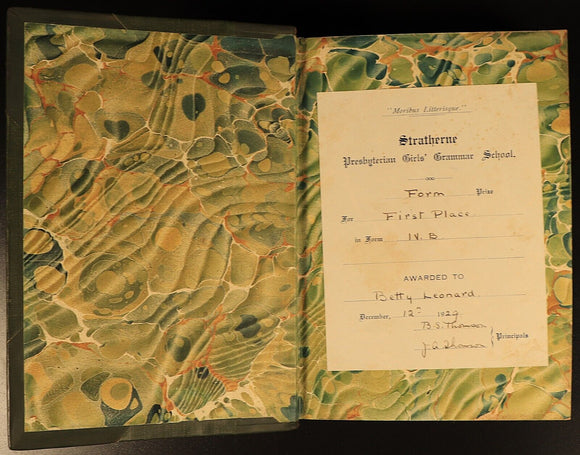 "Moribus Litterisque."
Stratherne
Presbyterian Girls' Grammar School.
Form Prize
For First Place
in Form IV. B
AWARDED TO
Betty Leonard.
December, 12th 1929
B. S. Thomson
J. G. Thomson } Principals